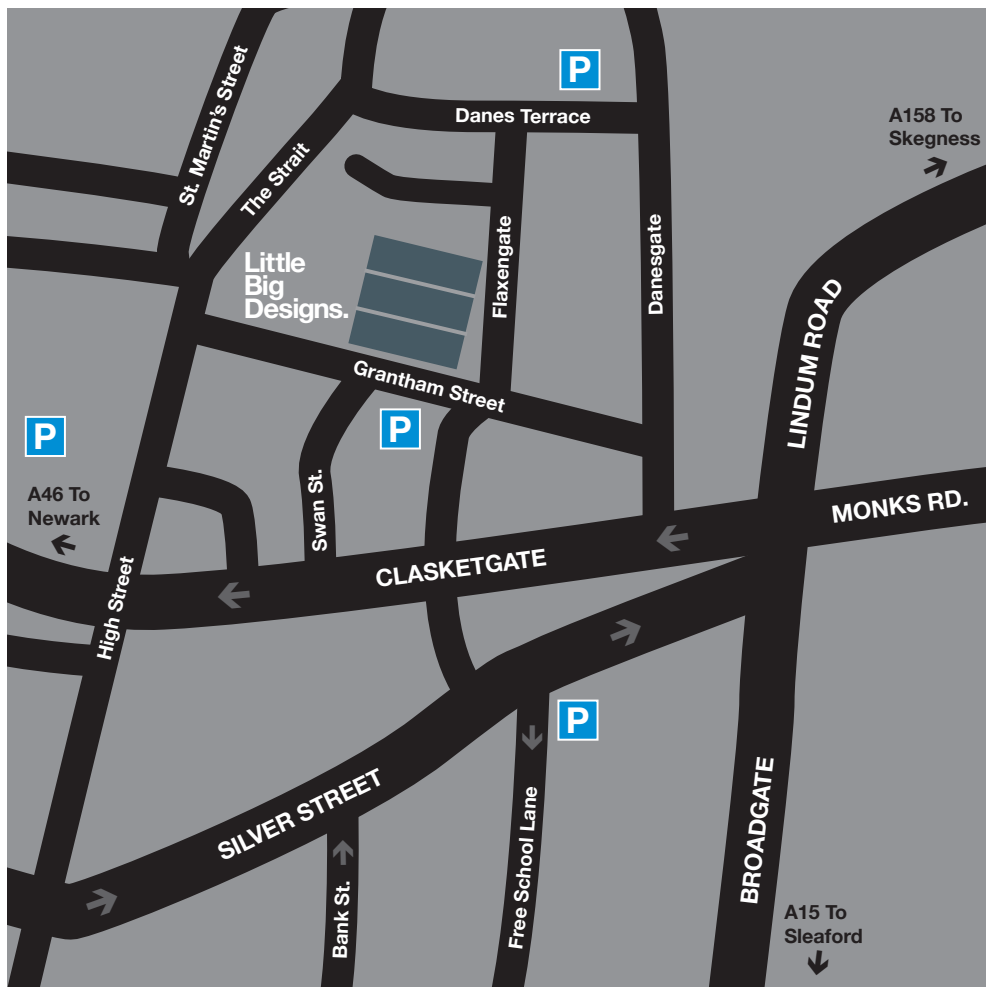 P
Danes Terrace
A158 To
Skegness
St. Martin's Street
The Strait
Flaxengate
Danesgate
Little
Big
Designs.
LINDUM ROAD
Grantham Street
P
P
A46 To
Newark
Swan St.
MONKS RD.
CLASKETGATE
High Street
P
SILVER STREET
BROADGATE
Free School Lane
Bank St.
A15 To
Sleaford